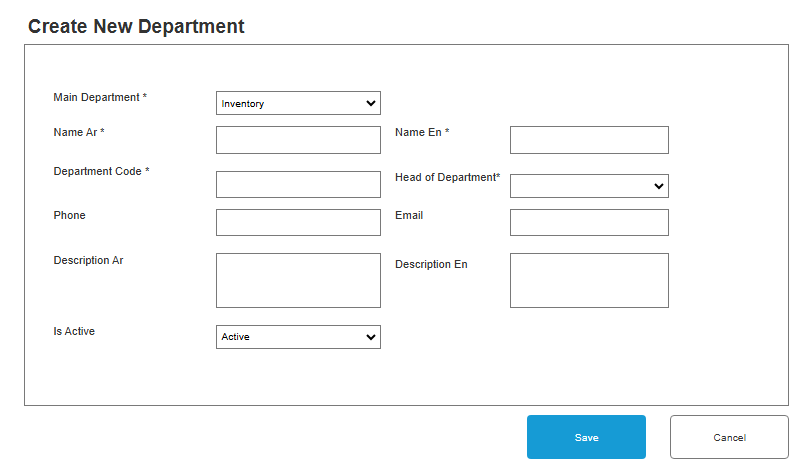 Create New Department
Main Department *
Inventory
Name Ar *
Name En *
Department Code *
Head of Department*
Phone
Email
Description Ar
Description En
Is Active
Active
Save
Cancel